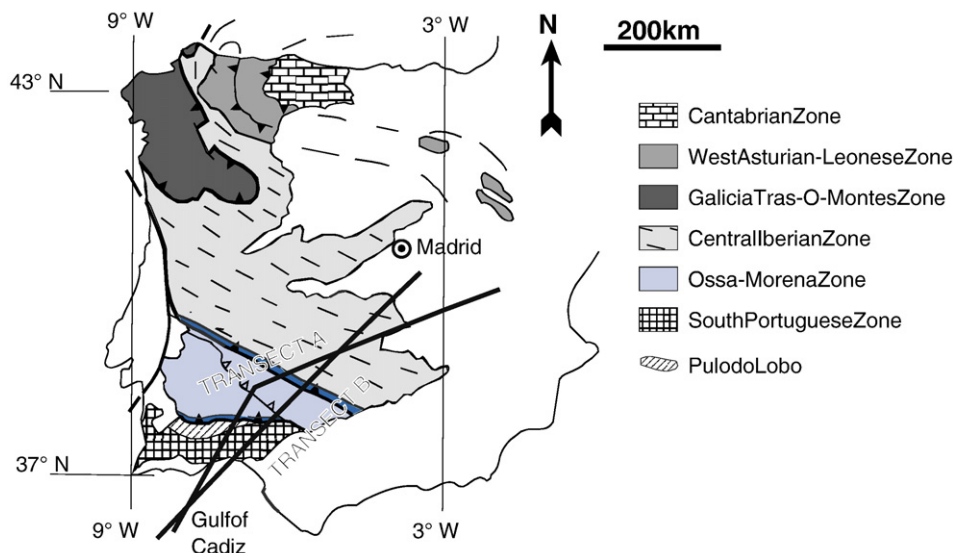 9° W
3° W
N
200km
43° N
CantabrianZone
WestAsturian-LeoneseZone
GaliciaTras-O-MontesZone
CentralIberianZone
Madrid
Ossa-MorenaZone
SouthPortugueseZone
TRANSECT A
TRANSECT B
PulodoLobo
37° N
9° W
Gulfof
Cadiz
3° W